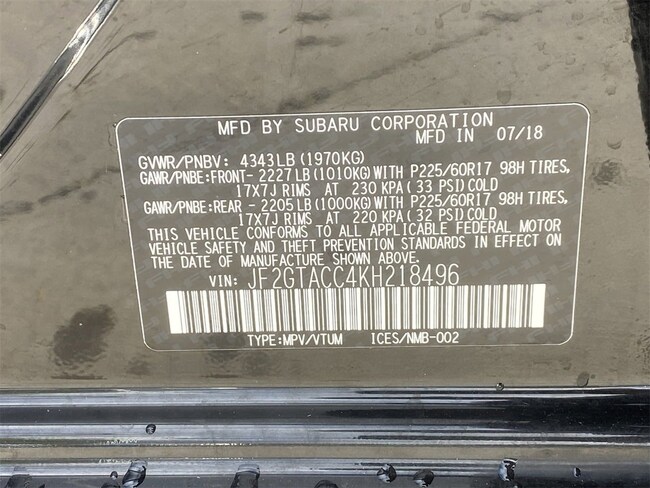 MFD BY SUBARU CORPORATION
MFD IN 07/18
GVWR/PNBV: 4343LB (1970KG)
GAWR/PNBE:FRONT- 2227 LB (1010KG) WITH P225/60R17 98H TIRES,
17X7J RIMS AT 230 KPA (33 PSI) COLD
GAWR/PNBE:REAR - 2205 LB (1000KG) WITH P225/60R17 98H TIRES,
17X7J RIMS AT 220 KPA (32 PSI) COLD
THIS VEHICLE CONFORMS TO ALL APPLICABLE FEDERAL MOTOR
VEHICLE SAFETY AND THEFT PREVENTION STANDARDS IN EFFECT ON
THE DATE OF MANUFACTURE SHOWN ABOVE.
VIN: JF2GTACC4KH218496
TYPE:MPV/VTUM ICES/NMB-002